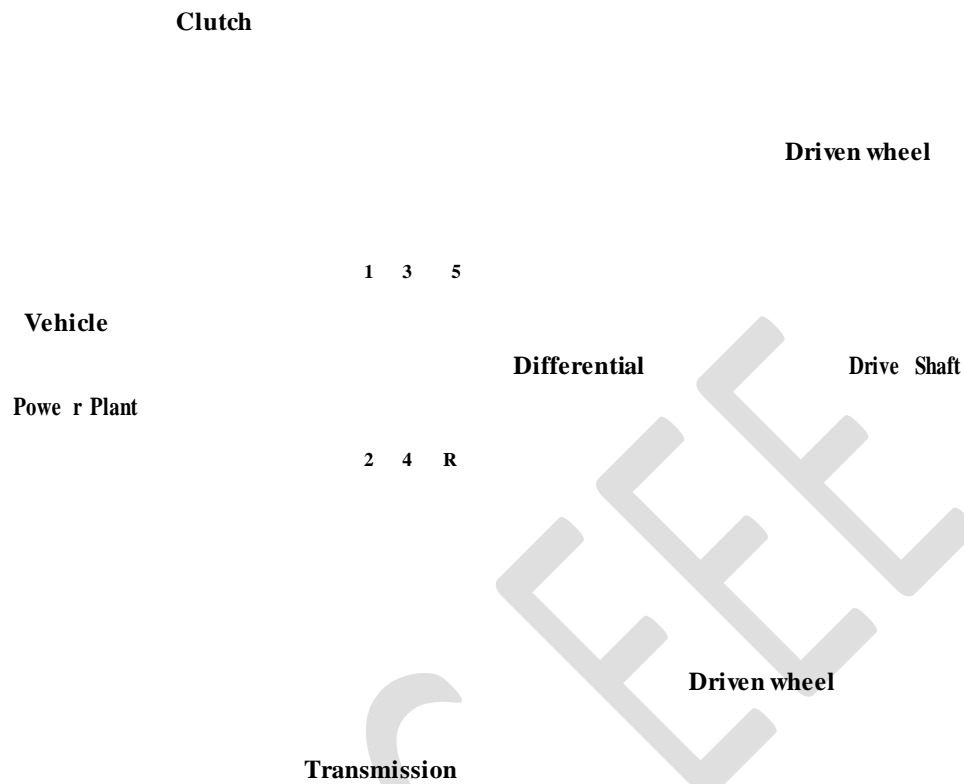 Clutch
Driven wheel
1 3 5
Vehicle
Differential
Drive Shaft
Powe r Plant
2 4 R
Driven wheel
Transmission